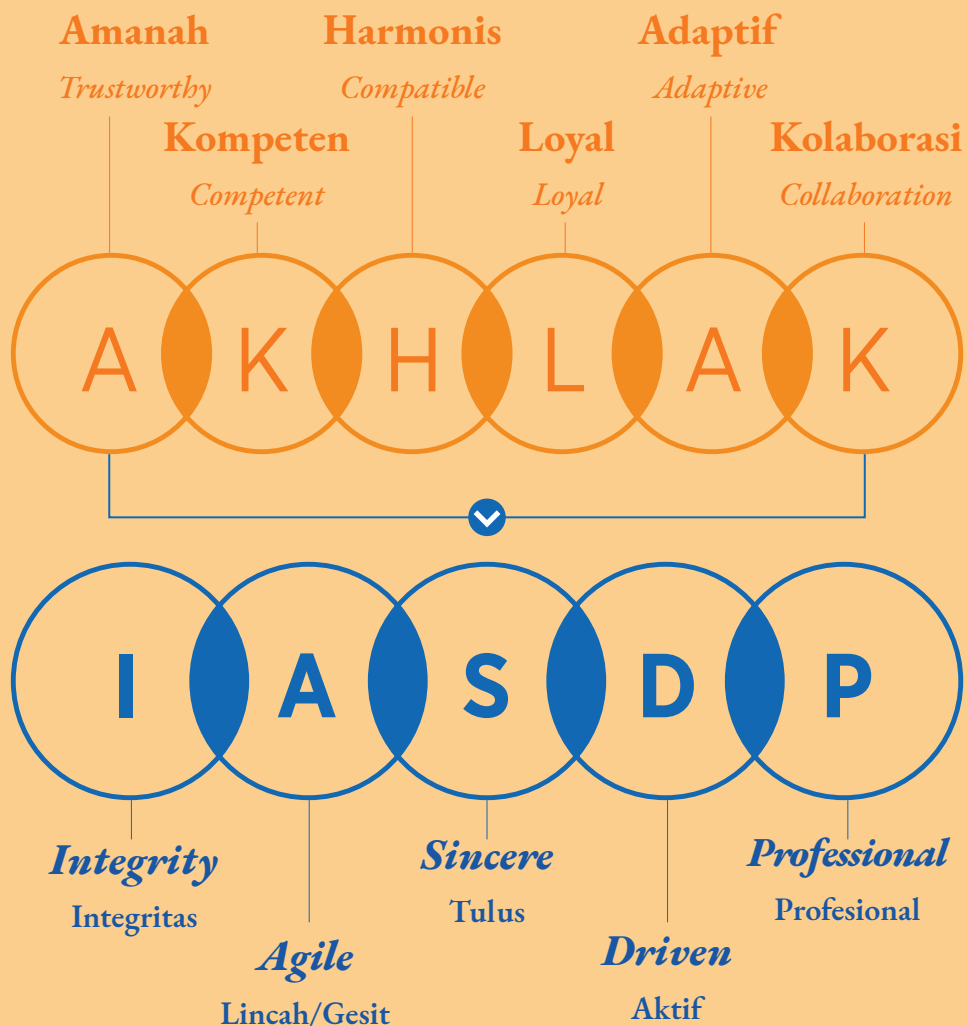 Amanah
Trustworthy
Kompeten
Competent
Harmonis
Compatible
Loyal
Loyal
Adaptif
Adaptive
Kolaborasi
Collaboration
A K H L A K
I A S D P
Integrity
Integritas
Agile
Lincah/Gesit
Sincere
Tulus
Driven
Aktif
Professional
Profesional